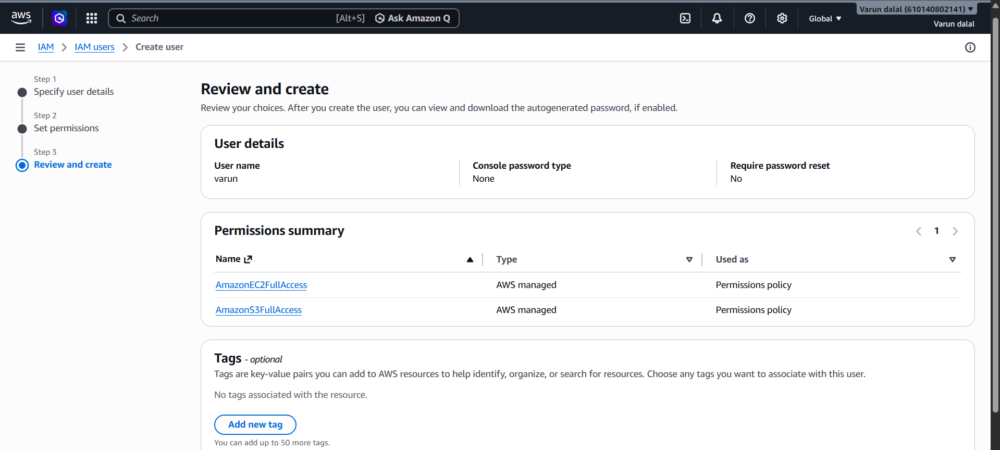 aws
Search
[Alt+S]
Ask Amazon Q
Global
Varun dalal (610140802141)
Varun dalal
IAM
IAM users
Create user
Step 1
Specify user details
Step 2
Set permissions
Step 3
Review and create
Review and create
Review your choices. After you create the user, you can view and download the autogenerated password, if enabled.
User details
User name
varun
Console password type
None
Require password reset
No
Permissions summary
1
Name
Type
Used as
AmazonEC2FullAccess
AWS managed
Permissions policy
AmazonS3FullAccess
AWS managed
Permissions policy
Tags - optional
Tags are key-value pairs you can add to AWS resources to help identify, organize, or search for resources. Choose any tags you want to associate with this user.
No tags associated with the resource.
Add new tag
You can add up to 50 more tags.